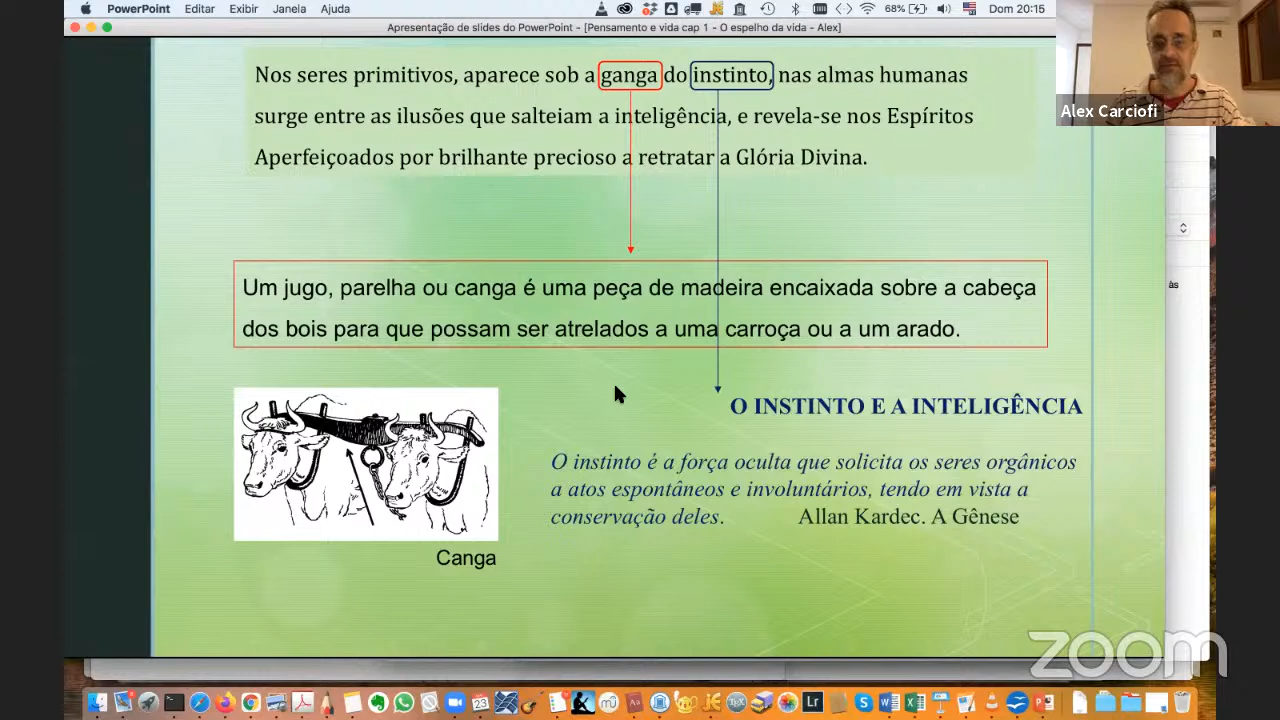 PowerPoint Editar Exibir Janela Ajuda 68% Dom 20:15
Apresentação de slides do PowerPoint - [Pensamento e vida cap 1 - O espelho da vida - Alex]
Nos seres primitivos, aparece sob a ganga do instinto, nas almas humanas
surge entre as ilusões que salteiam a inteligência, e revela-se nos Espíritos
Aperfeiçoados por brilhante precioso a retratar a Glória Divina.
Alex Carciofi
Um jugo, parelha ou canga é uma peça de madeira encaixada sobre a cabeça
dos bois para que possam ser atrelados a uma carroça ou a um arado.
às
O INSTINTO E A INTELIGÊNCIA
O instinto é a força oculta que solicita os seres orgânicos
a atos espontâneos e involuntários, tendo em vista a
conservação deles. Allan Kardec. A Gênese
Canga
zoom